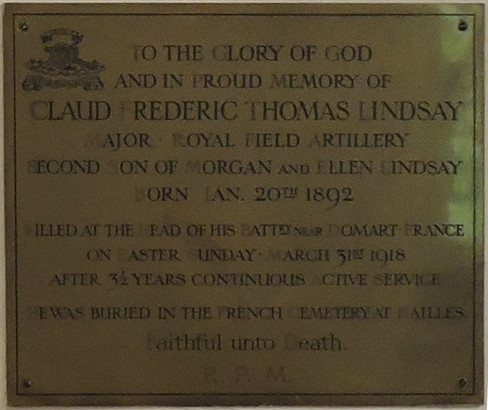 TO THE GLORY OF GOD
AND IN PROUD MEMORY OF
CLAUD FREDERIC THOMAS LINDSAY
MAJOR · ROYAL FIELD ARTILLERY
SECOND SON OF MORGAN AND ELLEN LINDSAY
BORN JAN. 20TH 1892
KILLED AT THE HEAD OF HIS BATTRY NEAR DOMART · FRANCE
ON EASTER SUNDAY · MARCH 31ST 1918
AFTER 3½ YEARS CONTINUOUS ACTIVE SERVICE
HE WAS BURIED IN THE FRENCH CEMETERY AT HAILLES.
Faithful unto Death.
R. P. M.